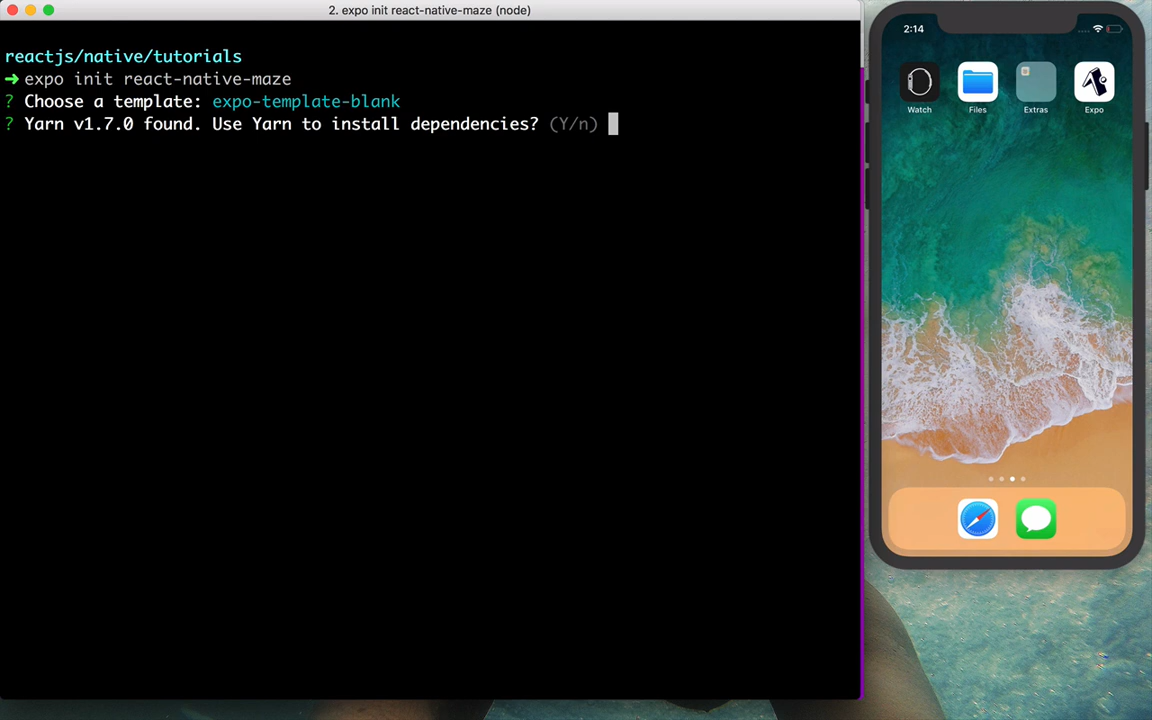 2. expo init react-native-maze (node)
reactjs/native/tutorials
➜ expo init react-native-maze
? Choose a template: expo-template-blank
? Yarn v1.7.0 found. Use Yarn to install dependencies? (Y/n)
2:14
Watch Files Extras Expo